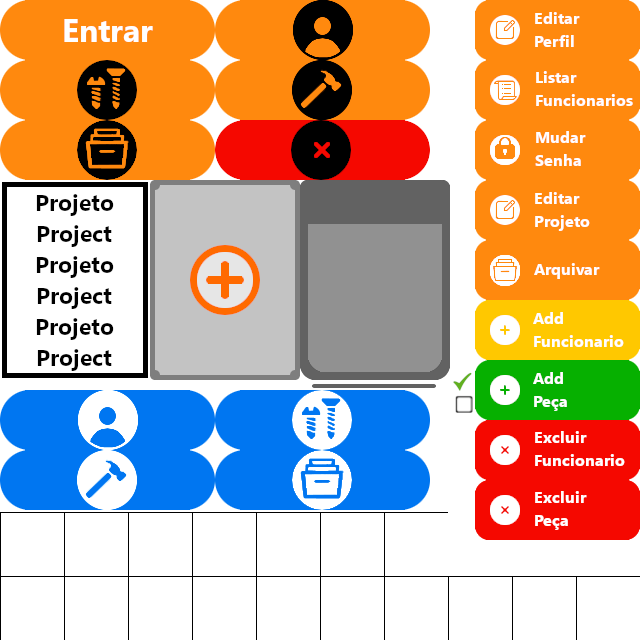 Entrar
Projeto
Project
Projeto
Project
Projeto
Project
Editar
Perfil
Listar
Funcionarios
Mudar
Senha
Editar
Projeto
Arquivar
Add
Funcionario
Add
Peça
Excluir
Funcionario
Excluir
Peça